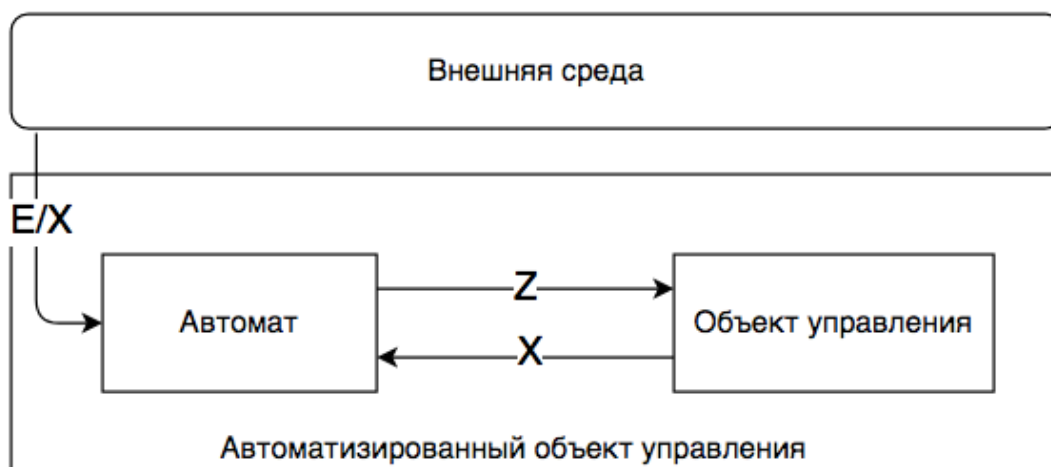 Внешняя среда
E/X
Автомат
Z
X
Объект управления
Автоматизированный объект управления